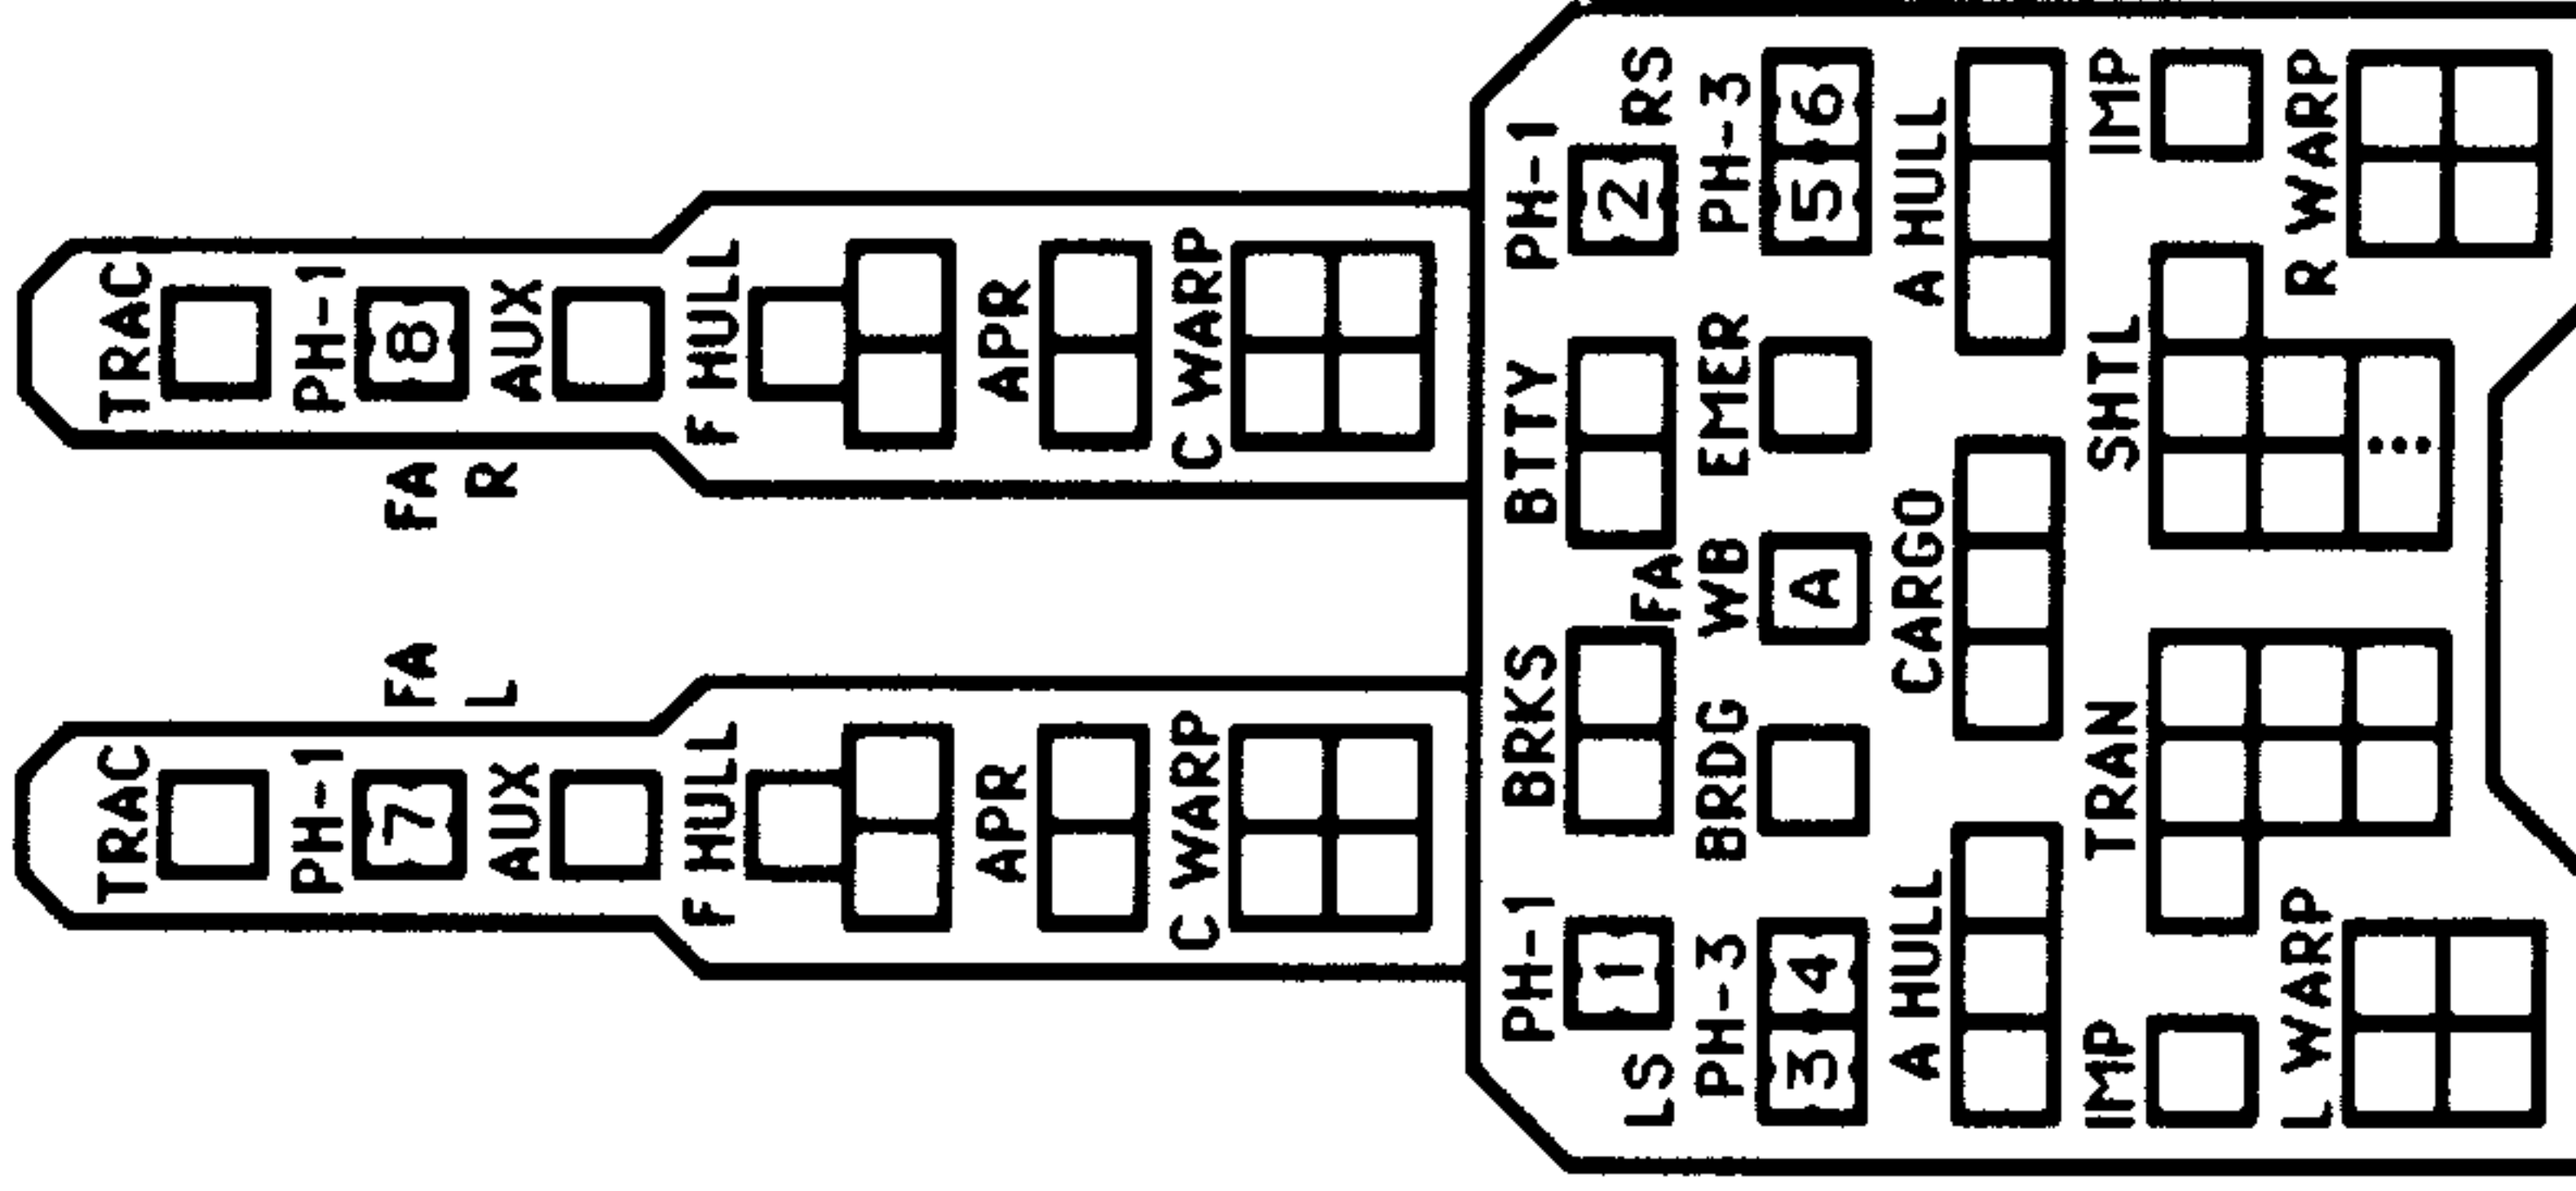 TRAC TRAC
PH-1 PH-1
7 FA FA 8
AUX L R AUX
F HULL F HULL
APR APR
C WARP C WARP
PH-1 BRKS BTTY PH-1
LS 1 FA 2 RS
PH-3 BRDG WB EMER PH-3
3 4 A 5 6
A HULL CARGO A HULL
IMP TRAN SHTL IMP
L WARP R WARP